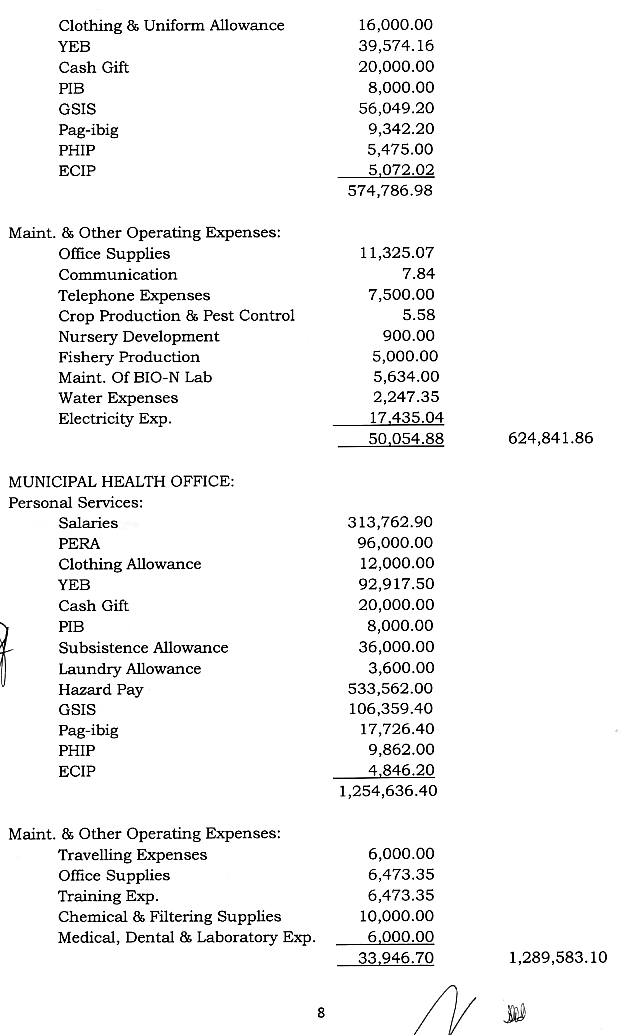 Clothing & Uniform Allowance 16,000.00
YEB 39,574.16
Cash Gift 20,000.00
PIB 8,000.00
GSIS 56,049.20
Pag-ibig 9,342.20
PHIP 5,475.00
ECIP 5,072.02
574,786.98
Maint. & Other Operating Expenses:
Office Supplies 11,325.07
Communication 7.84
Telephone Expenses 7,500.00
Crop Production & Pest Control 5.58
Nursery Development 900.00
Fishery Production 5,000.00
Maint. Of BIO-N Lab 5,634.00
Water Expenses 2,247.35
Electricity Exp. 17,435.04
50,054.88 624,841.86
MUNICIPAL HEALTH OFFICE:
Personal Services:
Salaries 313,762.90
PERA 96,000.00
Clothing Allowance 12,000.00
YEB 92,917.50
Cash Gift 20,000.00
PIB 8,000.00
Subsistence Allowance 36,000.00
Laundry Allowance 3,600.00
Hazard Pay 533,562.00
GSIS 106,359.40
Pag-ibig 17,726.40
PHIP 9,862.00
ECIP 4,846.20
1,254,636.40
Maint. & Other Operating Expenses:
Travelling Expenses 6,000.00
Office Supplies 6,473.35
Training Exp. 6,473.35
Chemical & Filtering Supplies 10,000.00
Medical, Dental & Laboratory Exp. 6,000.00
33,946.70 1,289,583.10
8